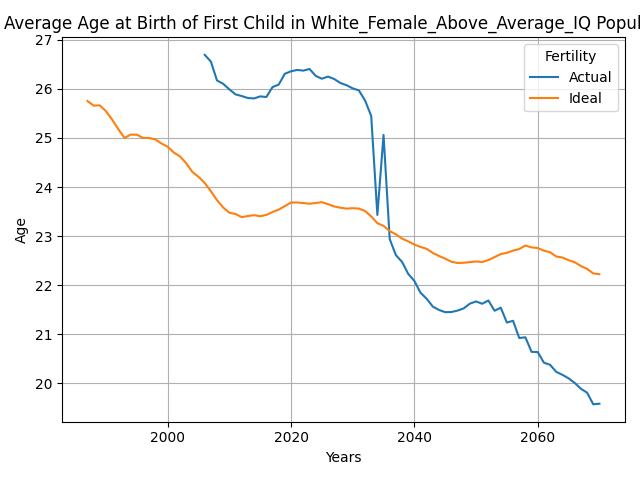 Average Age at Birth of First Child in White_Female_Above_Average_IQ Popul
Fertility
Actual
Ideal
27
26
25
24
23
22
21
20
Age
2000
2020
2040
2060
Years